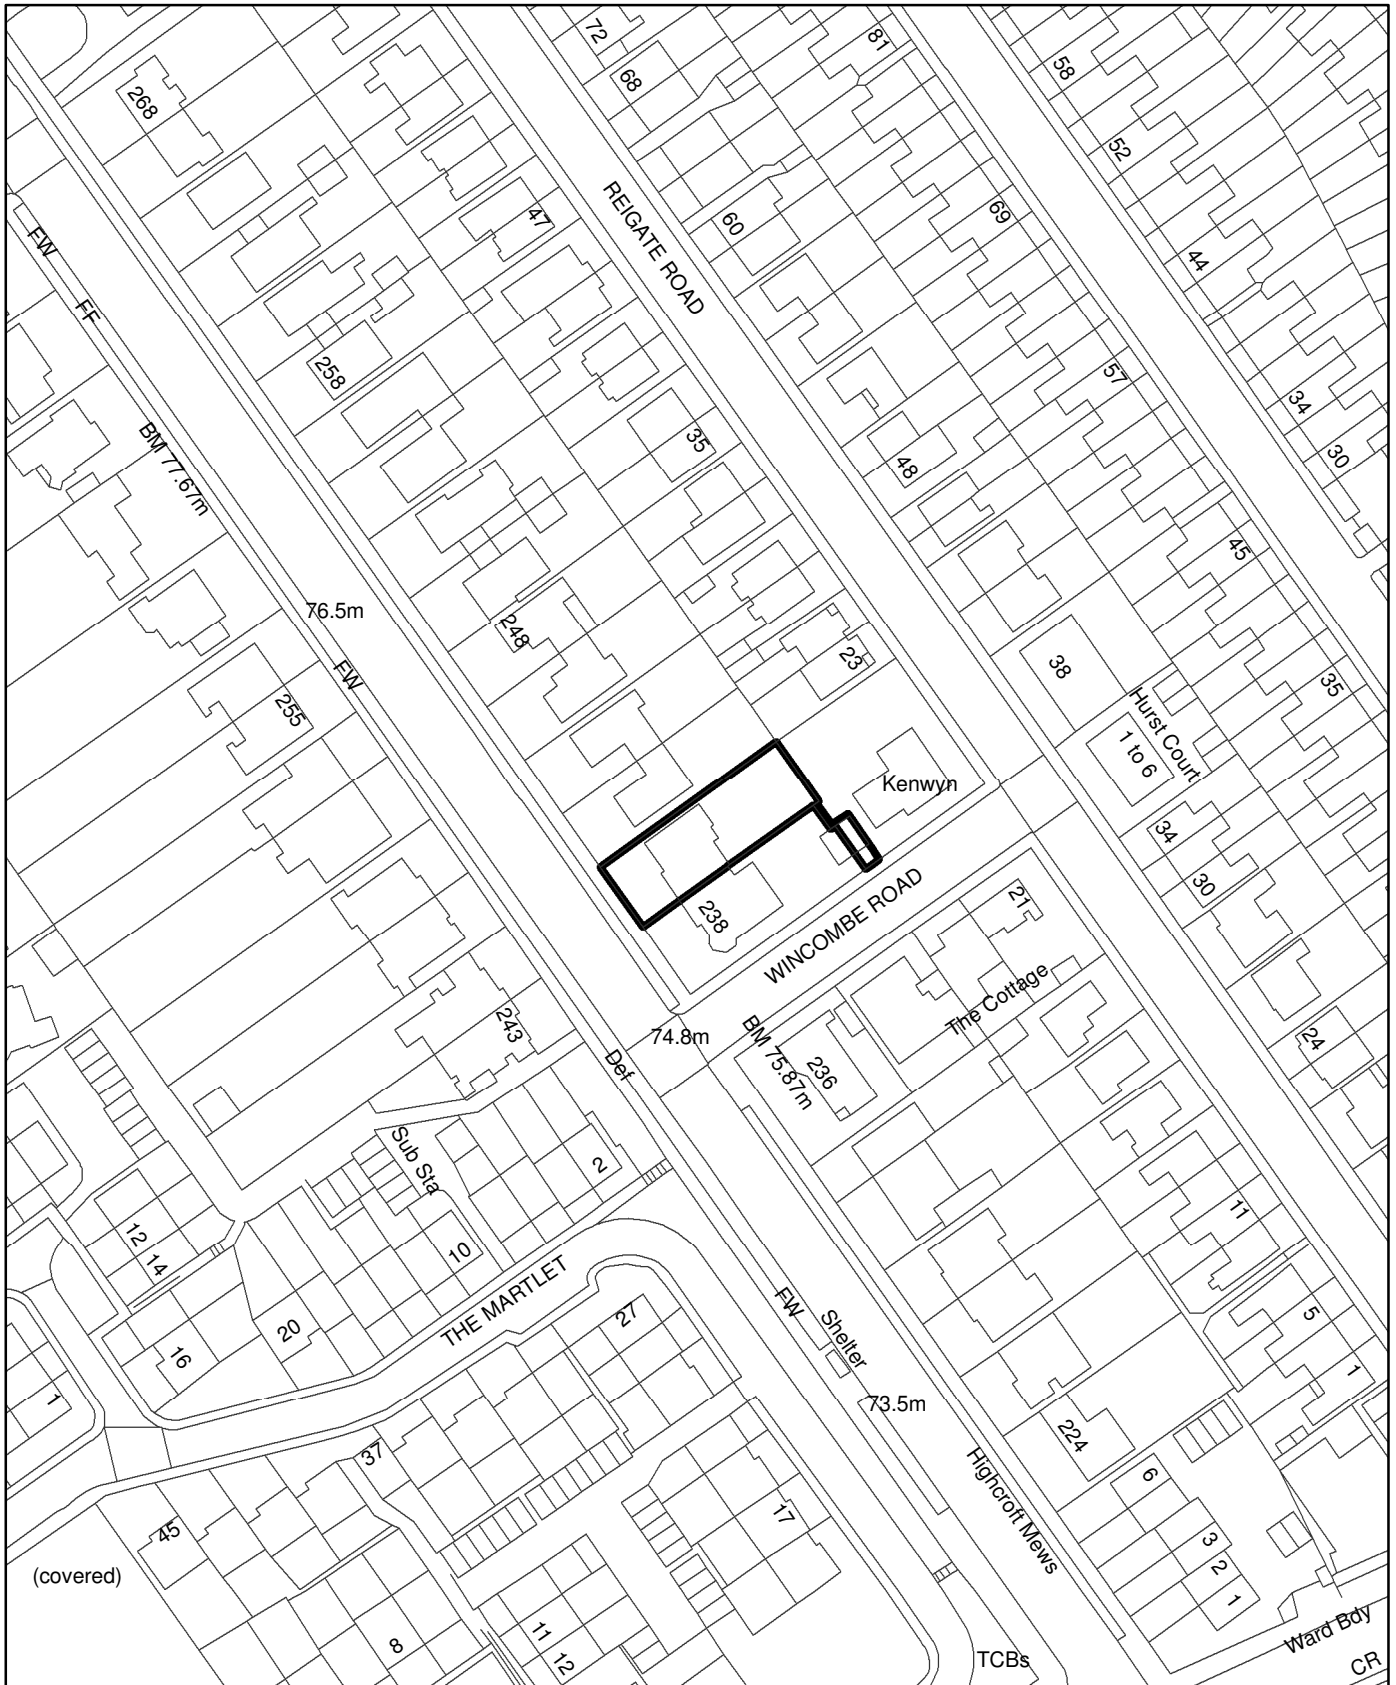 72
81
68
58
268
52
47
60
69
REIGATE ROAD
FW
44
FF
258
57
34
35
48
30
BM 77.67m
45
76.5m
248
23
38
FW
35
255
Hurst Court
1 to 6
Kenwyn
34
30
238
WINCOMBE ROAD
21
The Cottage
243
74.8m
BM 75.87m
236
24
Def
Sub Sta
2
12
14
10
11
THE MARTLET
FW
27
Shelter
5
20
16
1
1
73.5m
37
224
Highcroft Mews
6
45
17
3
2
1
(covered)
8
11
12
Ward Bdy
TCBs
CR